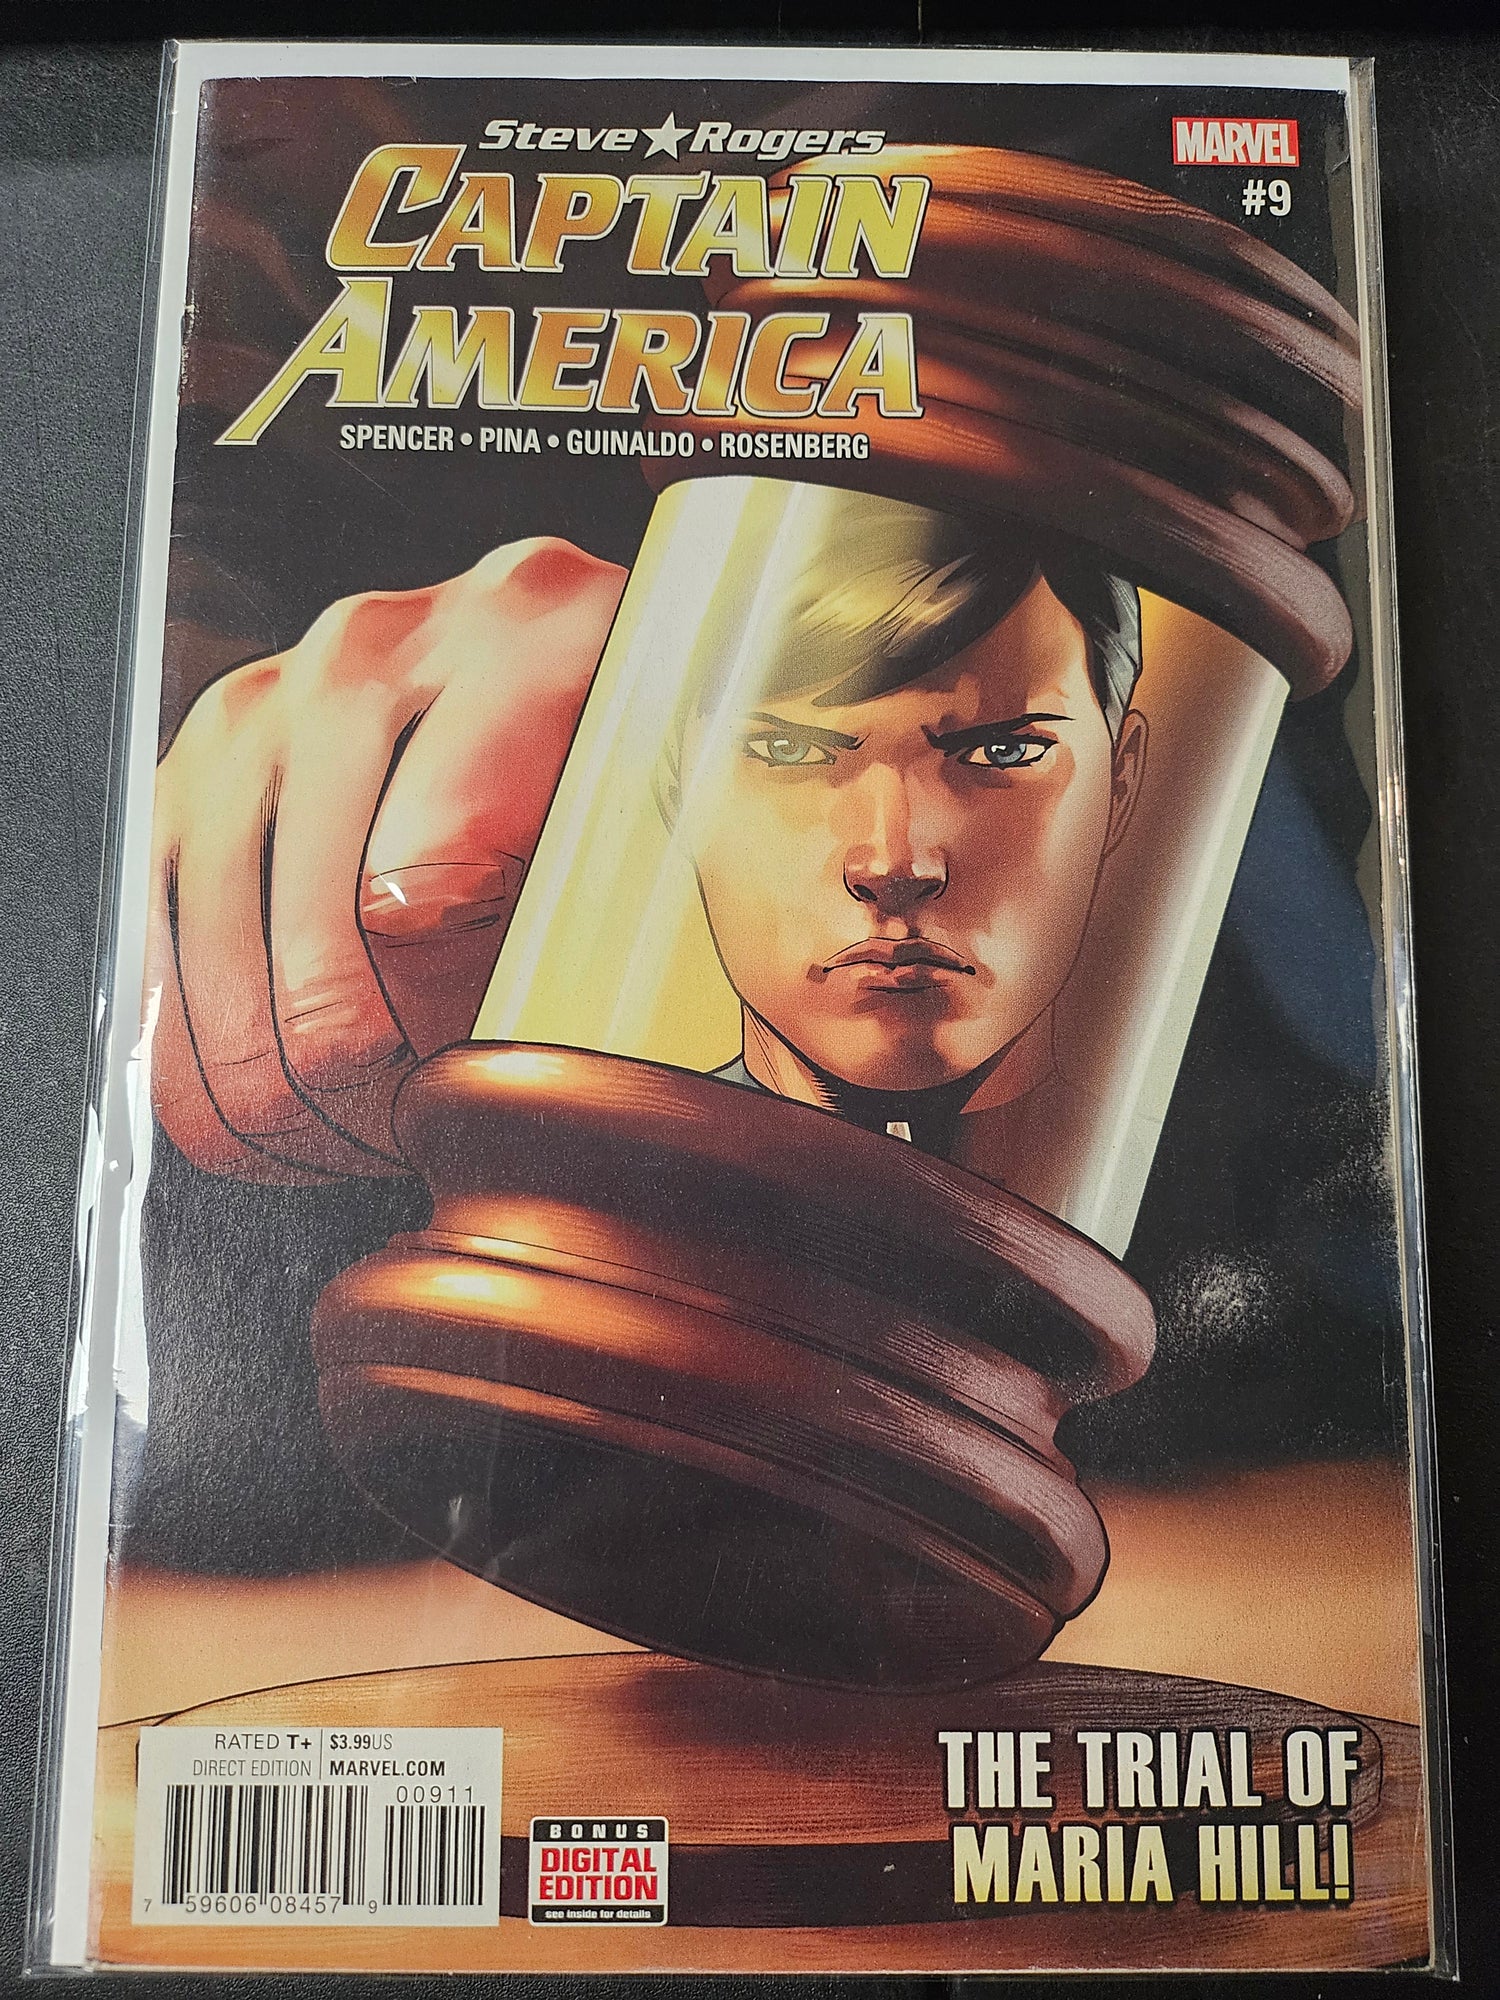 Steve★Rogers
CAPTAIN
AMERICA
SPENCER • PINA • GUINALDO • ROSENBERG
MARVEL
#9
RATED T+ $3.99US
DIRECT EDITION MARVEL.COM
00911
7 59606 08457 9
BONUS
DIGITAL
EDITION
see inside for details
THE TRIAL OF
MARIA HILL!